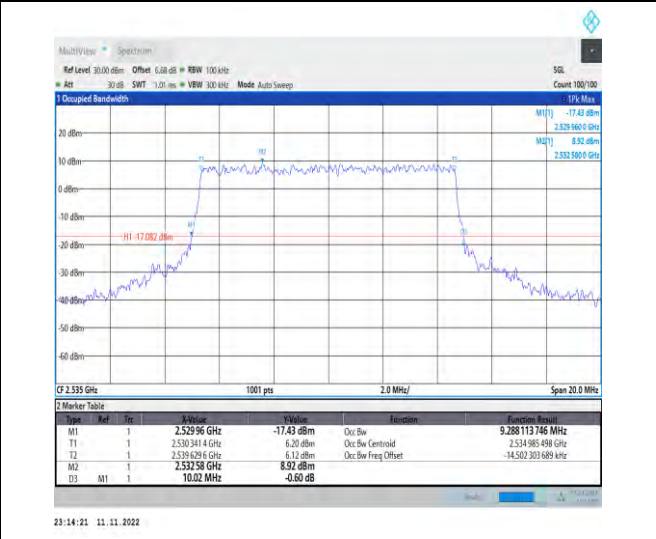 MultiView Spectrum
Ref Level 30.00 dBm Offset 6.68 dB RBW 100 kHz SGL
Att 30 dB SWT 1.01 ms VBW 300 kHz Mode Auto Sweep Count 100/100
1 Occupied Bandwidth 1Pk Max
M1[1] -17.43 dBm
2.529 960 0 GHz
M2[1] 8.92 dBm
2.532 580 0 GHz
20 dBm
M2
T1
10 dBm
0 dBm
-10 dBm
M1
H1 -17.082 dBm
D3
-20 dBm
-30 dBm
-40 dBm
-50 dBm
-60 dBm
CF 2.535 GHz 1001 pts 2.0 MHz/ Span 20.0 MHz
2 Marker Table
Type Ref Trc X-Value Y-Value Function Function Result
M1 1 2.529 96 GHz -17.43 dBm Occ Bw 9.288 113 746 MHz
T1 1 2.530 341 4 GHz 6.20 dBm Occ Bw Centroid 2.534 985 498 GHz
T2 1 2.539 629 6 GHz 6.12 dBm Occ Bw Freq Offset -14.502 303 689 kHz
M2 1 2.532 58 GHz 8.92 dBm
D3 M1 1 10.02 MHz -0.60 dB
23:14:21 11.11.2022